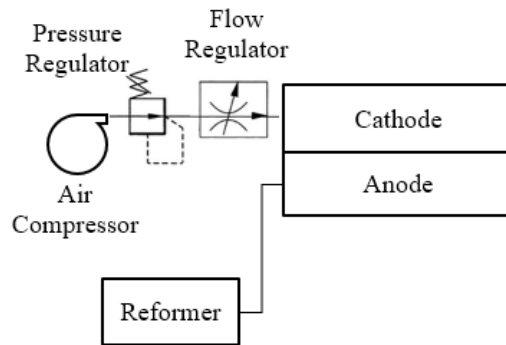 Pressure
Regulator
Flow
Regulator
Cathode
Anode
Air
Compressor
Reformer